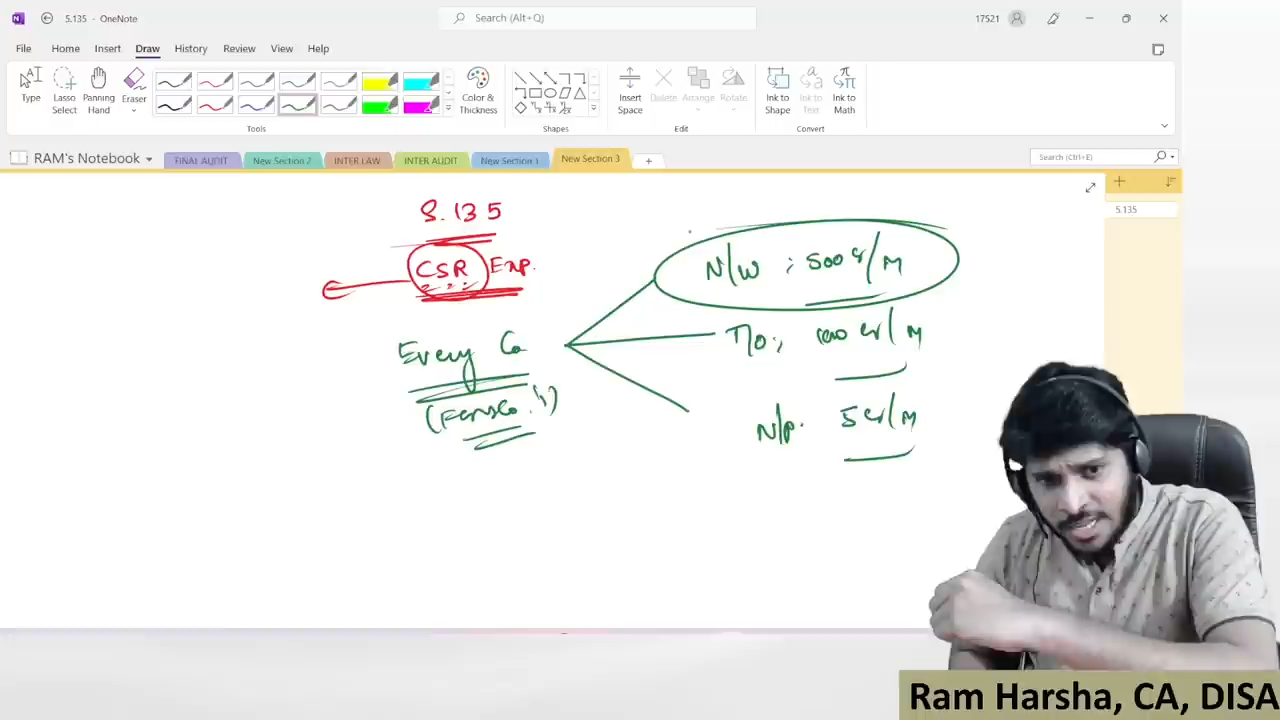 5.135 - OneNote
Search (Alt+Q)
17521
File Home Insert Draw History Review View Help
Type
Lasso Select
Panning Hand
Eraser
Color & Thickness
Insert Space
Delete
Arrange
Rotate
Ink to Shape
Ink to Text
Ink to Math
Tools
Shapes
Edit
Convert
RAM's Notebook
FINAL AUDIT
New Section 2
INTER LAW
INTER AUDIT
New Section 1
New Section 3
Search (Ctrl+E)
5.135
S.135
CSR Exp.
N/W ; 500 cr/M
Every Co
T/O ; 1000 cr/M
N/P. 5 cr/M
Ram Harsha, CA, DISA